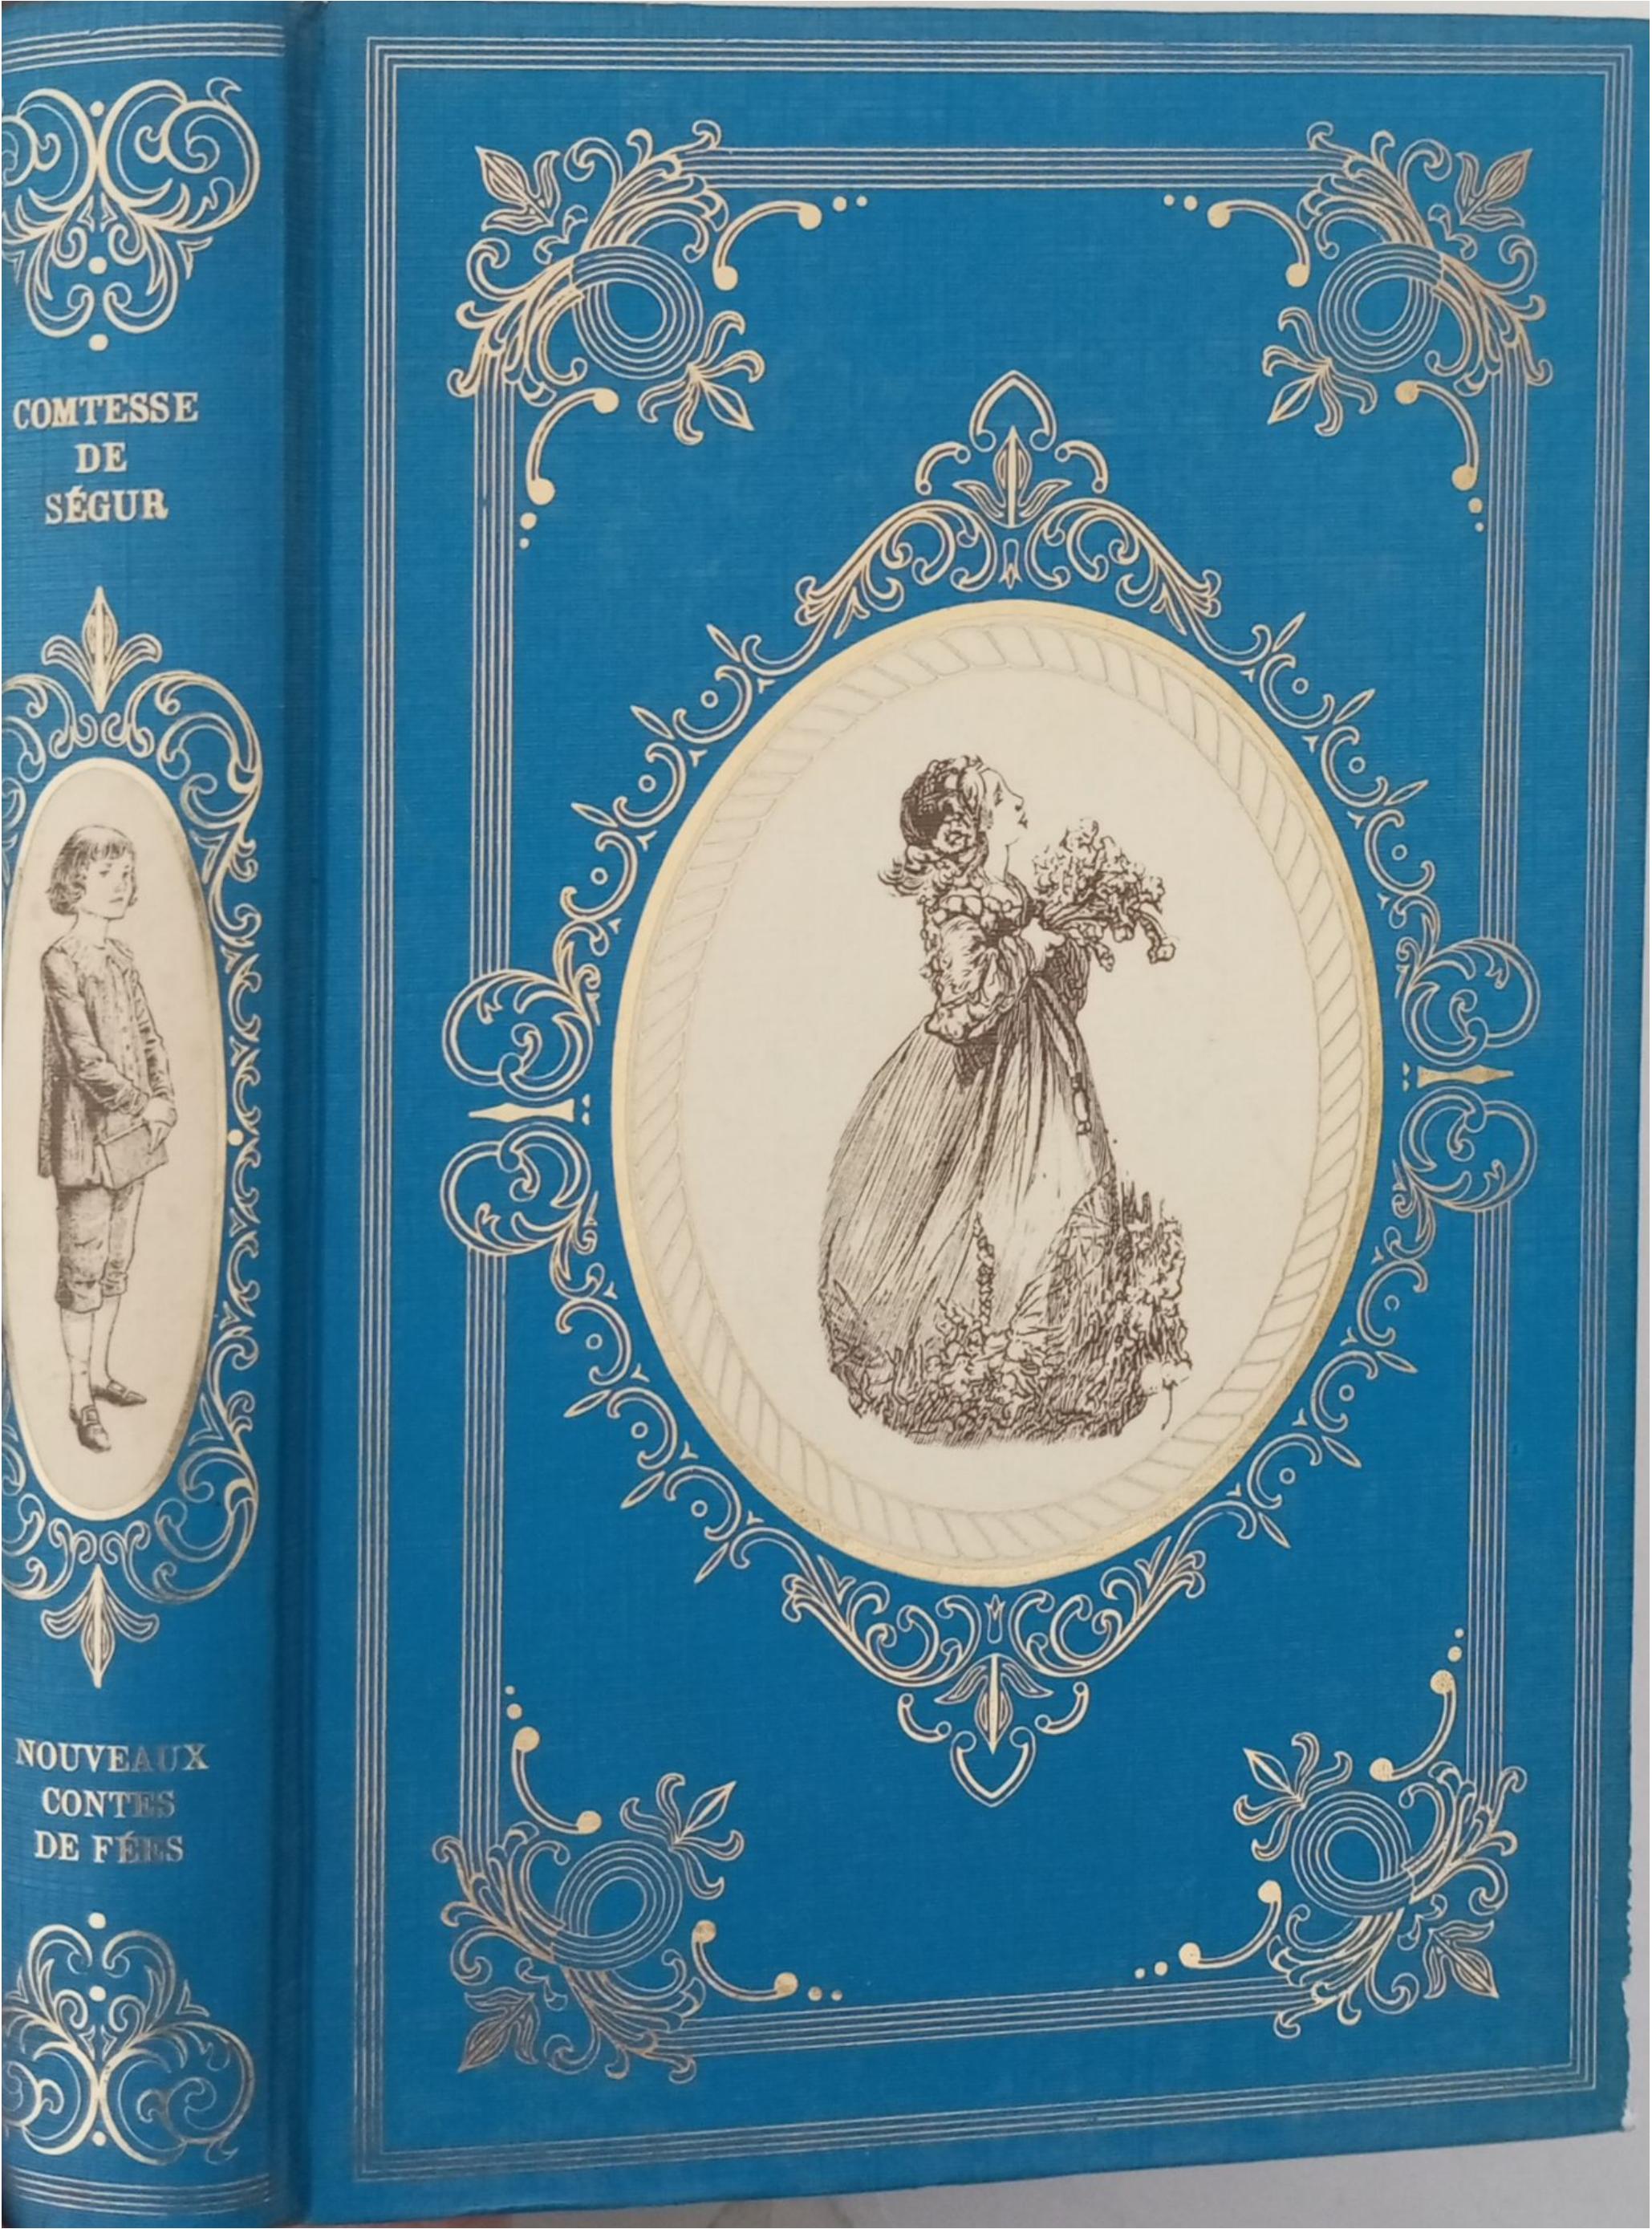 COMTESSE
DE
SÉGUR
NOUVEAUX
CONTES
DE FÉES